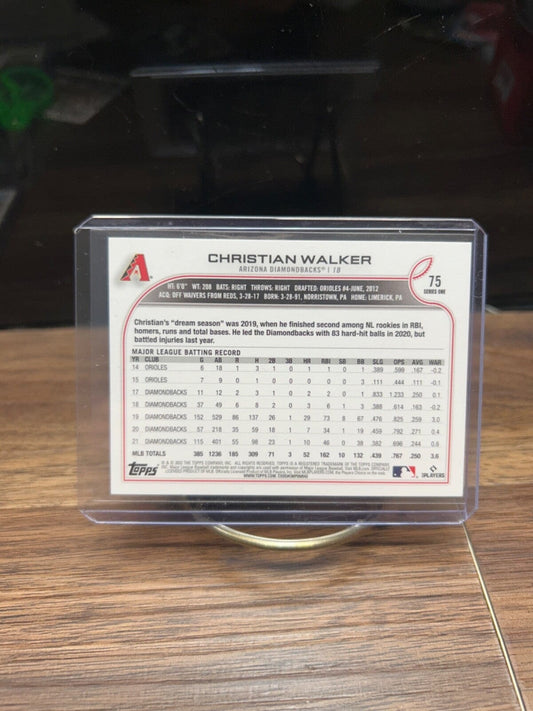 CHRISTIAN WALKER
ARIZONA DIAMONDBACKS® | 1B
75
SERIES ONE
HT: 6'0" WT: 208 BATS: RIGHT THROWS: RIGHT DRAFTED: ORIOLES #4-JUNE, 2012
ACQ: OFF WAIVERS FROM REDS, 3-28-17 BORN: 3-28-91, NORRISTOWN, PA HOME: LIMERICK, PA
Christian's "dream season" was 2019, when he finished second among NL rookies in RBI,
homers, runs and total bases. He led the Diamondbacks with 83 hard-hit balls in 2020, but
battled injuries last year.
MAJOR LEAGUE BATTING RECORD
YR CLUB G AB R H 2B 3B HR RBI SB BB SLG OPS AVG WAR
14 ORIOLES 6 18 1 3 1 0 1 1 0 1 .389 .599 .167 -0.2
15 ORIOLES 7 9 0 1 0 0 0 0 0 3 .111 .444 .111 -0.1
17 DIAMONDBACKS 11 12 2 3 1 0 2 2 0 1 .833 1.233 .250 0.1
18 DIAMONDBACKS 37 49 6 8 2 0 3 6 1 3 .388 .614 .163 -0.2
19 DIAMONDBACKS 152 529 86 137 26 1 29 73 8 67 .476 .825 .259 3.0
20 DIAMONDBACKS 57 218 35 59 18 1 7 34 1 19 .459 .792 .271 0.4
21 DIAMONDBACKS 115 401 55 98 23 1 10 46 0 38 .382 .696 .244 0.6
MLB TOTALS 385 1236 185 309 71 3 52 162 10 132 .439 .767 .250 3.6
topps
PLAYERS